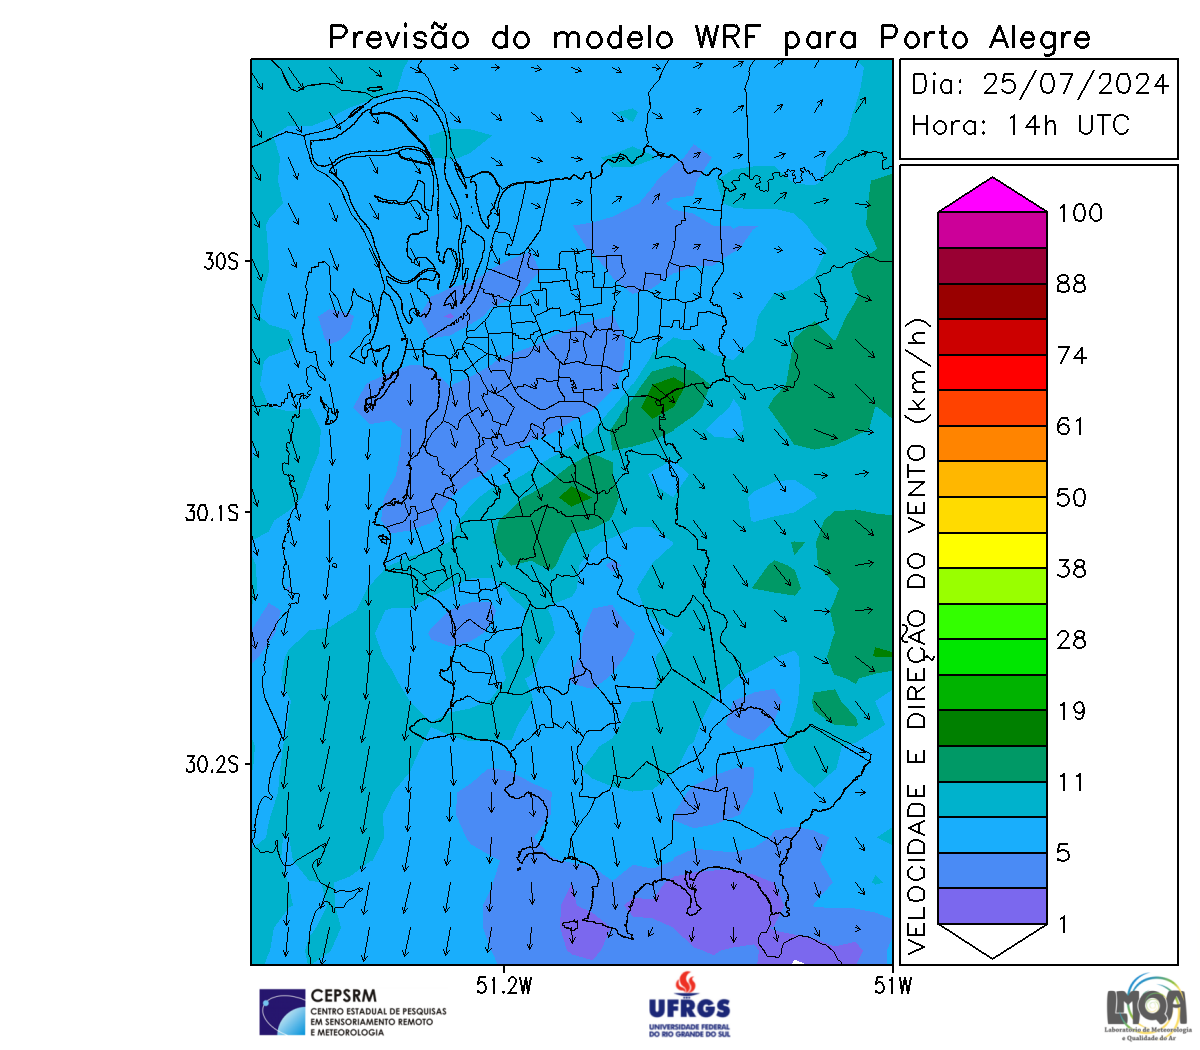 Previsão do modelo WRF para Porto Alegre
Dia: 25/07/2024
Hora: 14h UTC
100
88
74
61
50
38
28
19
11
5
1
VELOCIDADE E DIREÇÃO DO VENTO (km/h)
30S
30.1S
30.2S
51.2W
51W
CEPSRM
CENTRO ESTADUAL DE PESQUISAS
EM SENSORIAMENTO REMOTO
E METEOROLOGIA
UFRGS
UNIVERSIDADE FEDERAL
DO RIO GRANDE DO SUL
LMQA
Laboratório de Meteorologia
e Qualidade do Ar